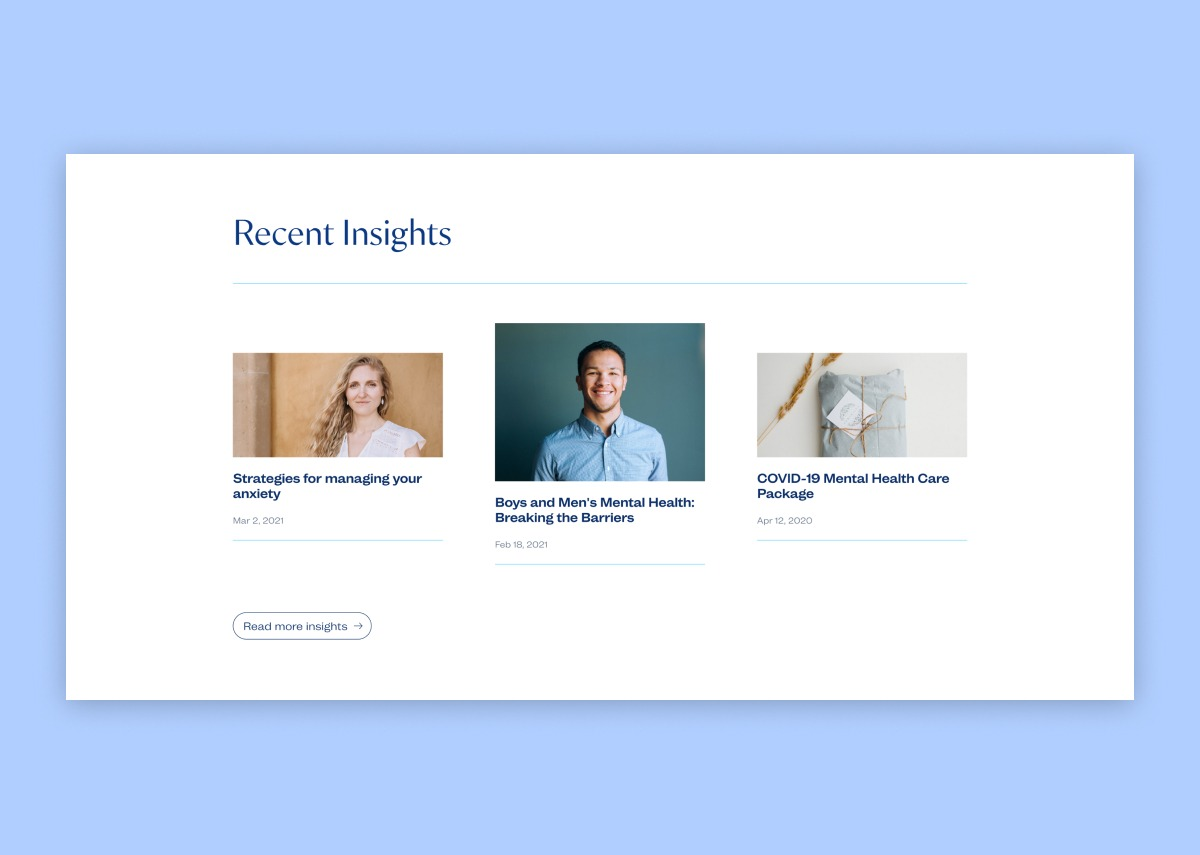 Recent Insights
Strategies for managing your
anxiety
Mar 2, 2021
Boys and Men's Mental Health:
Breaking the Barriers
Feb 18, 2021
COVID-19 Mental Health Care
Package
Apr 12, 2020
Read more insights →